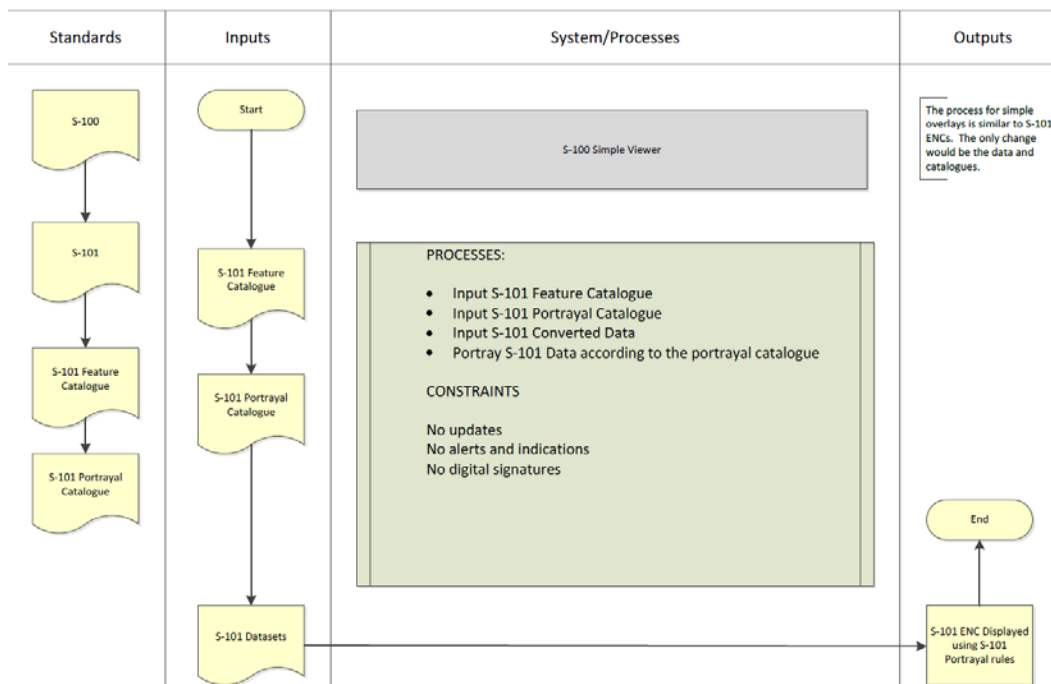 Standards
Inputs
System/Processes
Outputs
S-100
S-101
S-101 Feature
Catalogue
S-101 Portrayal
Catalogue
Start
S-101 Feature
Catalogue
S-101 Portrayal
Catalogue
S-101 Datasets
S-100 Simple Viewer
PROCESSES:
• Input S-101 Feature Catalogue
• Input S-101 Portrayal Catalogue
• Input S-101 Converted Data
• Portray S-101 Data according to the portrayal catalogue
CONSTRAINTS
No updates
No alerts and indications
No digital signatures
The process for simple
overlays is similar to S-101
ENCs. The only change
would be the data and
catalogues.
End
S-101 ENC Displayed
using S-101
Portrayal rules